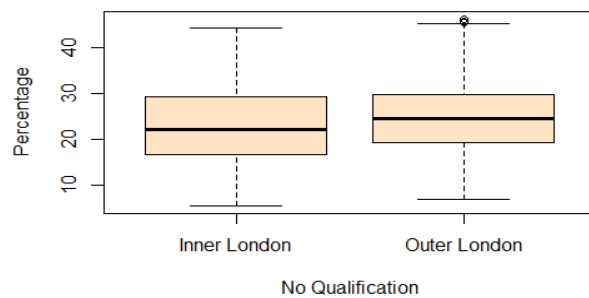 Percentage
40
30
20
10
Inner London
Outer London
No Qualification